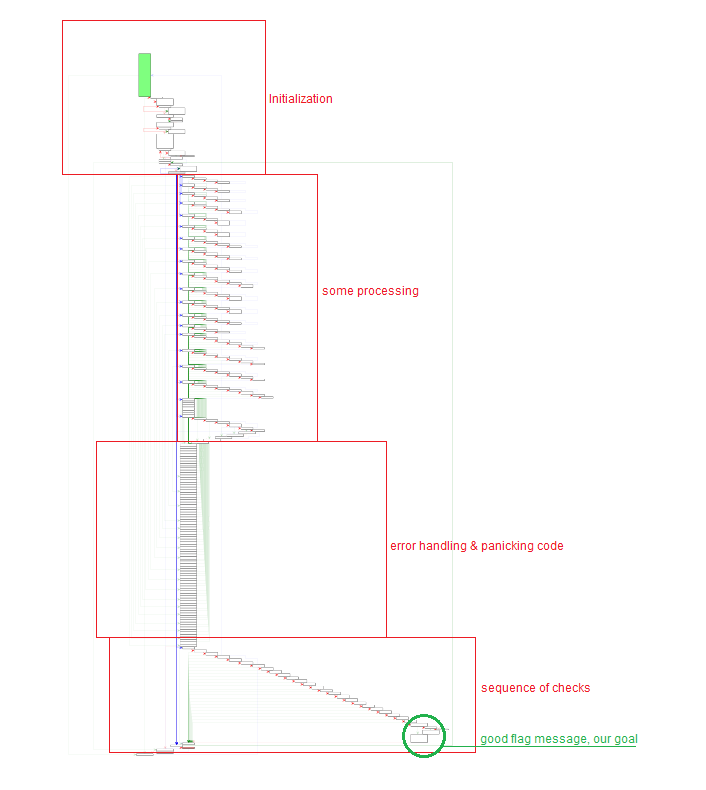 Initialization
some processing
error handling & panicking code
sequence of checks
good flag message, our goal